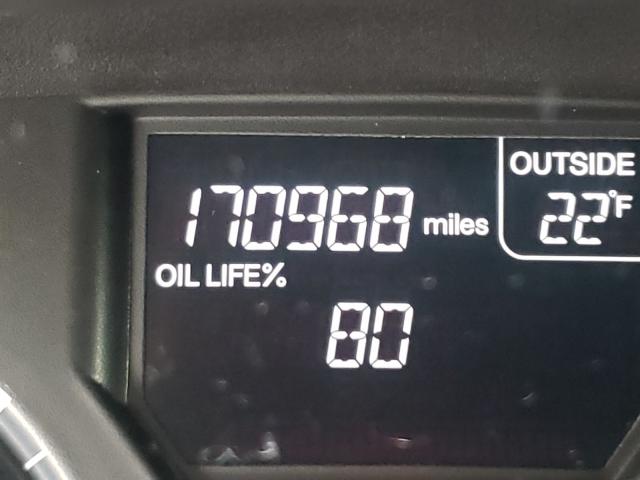 OUTSIDE
22°F
170968 miles
OIL LIFE%
80